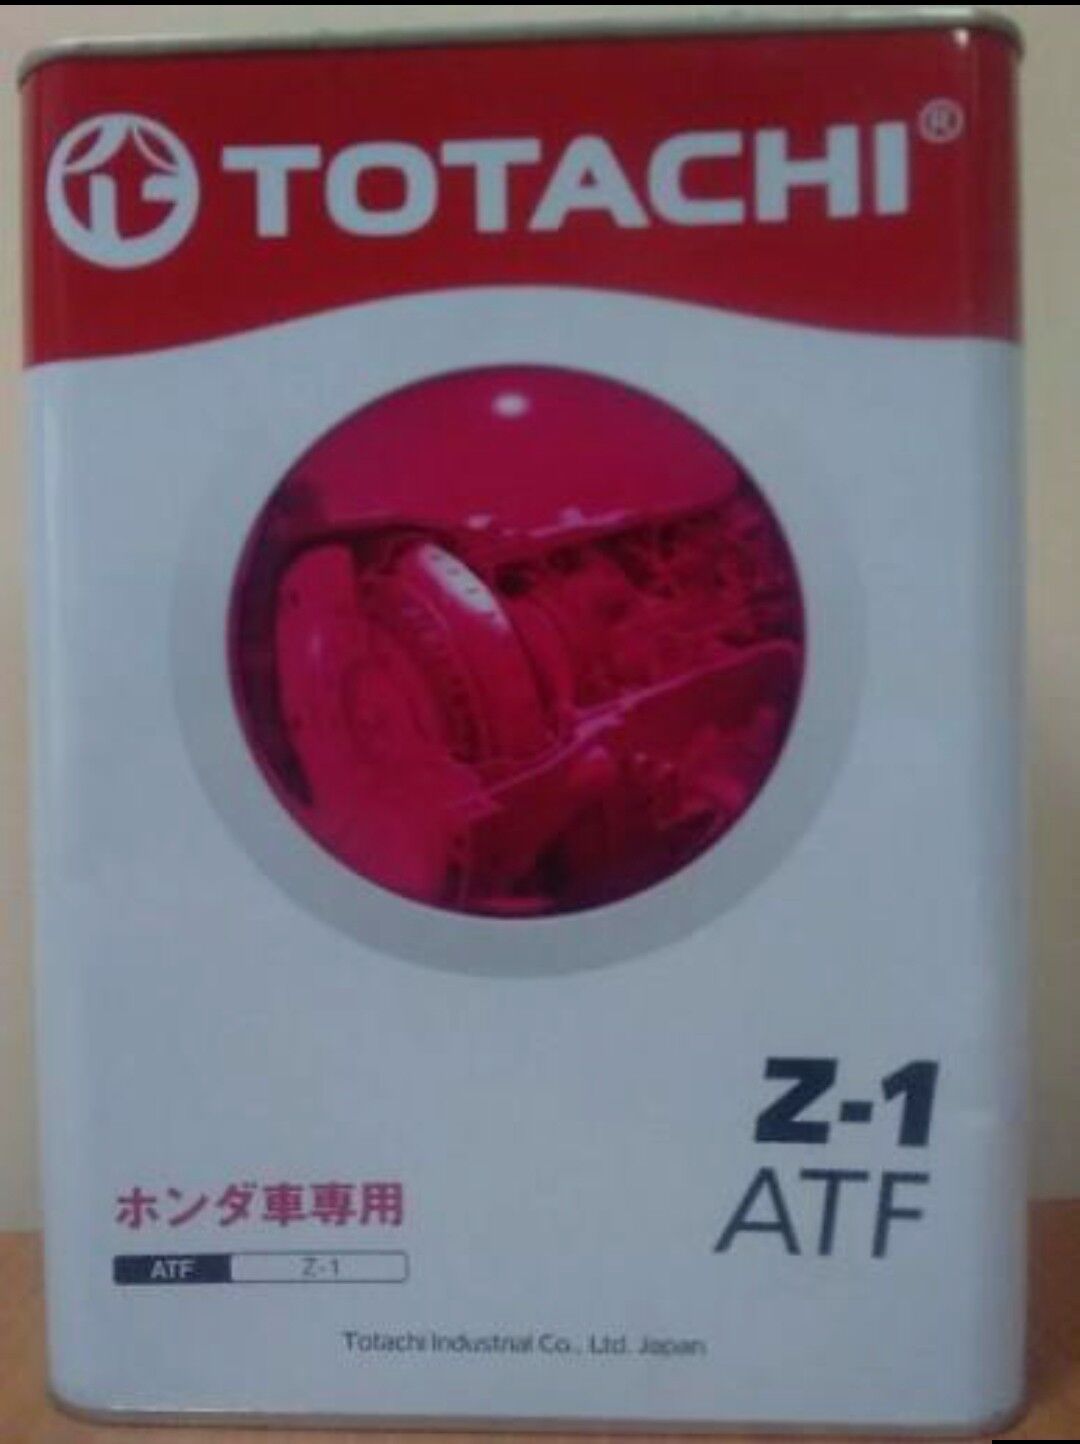 TOTACHI®
Z-1
ATF
ホンダ車専用
ATF Z-1
Totachi Industrial Co., Ltd. Japan